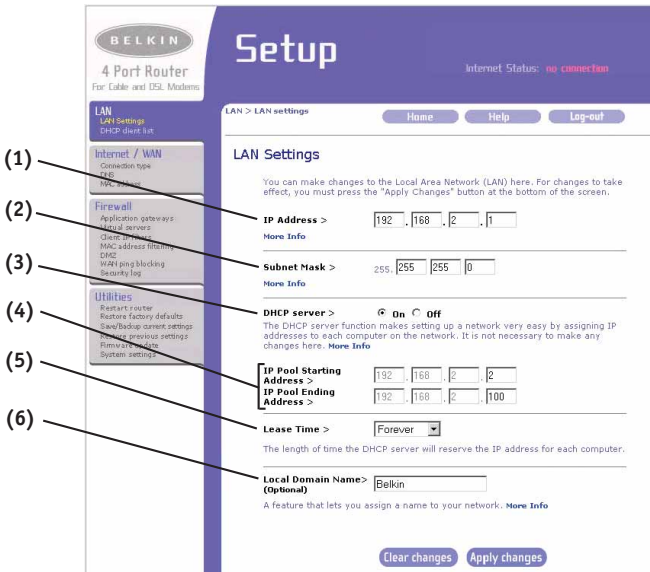 BELKIN
4 Port Router
For Cable and DSL Modems
Setup
Internet Status: no connection
LAN
LAN Settings
DHCP client list
Internet / WAN
Connection type
DNS
MAC address
Firewall
Application gateways
Virtual servers
Client IP filters
MAC address filtering
DMZ
WAN ping blocking
Security log
Utilities
Restart router
Restore factory defaults
Save/Backup current settings
Restore previous settings
Firmware update
System settings
LAN > LAN settings
Home
Help
Log-out
LAN Settings
You can make changes to the Local Area Network (LAN) here. For changes to take
effect, you must press the "Apply Changes" button at the bottom of the screen.
(1)
IP Address >
192 . 168 . 2 . 1
More Info
(2)
Subnet Mask >
255. 255 255 0
More Info
(3)
DHCP server >
On Off
The DHCP server function makes setting up a network very easy by assigning IP
addresses to each computer on the network. It is not necessary to make any
changes here. More Info
(4)
IP Pool Starting
Address >
192 . 168 . 2 . 2
IP Pool Ending
Address >
192 . 168 . 2 . 100
(5)
Lease Time >
Forever
The length of time the DHCP server will reserve the IP address for each computer.
(6)
Local Domain Name>
(Optional)
Belkin
A feature that lets you assign a name to your network. More Info
Clear changes
Apply changes